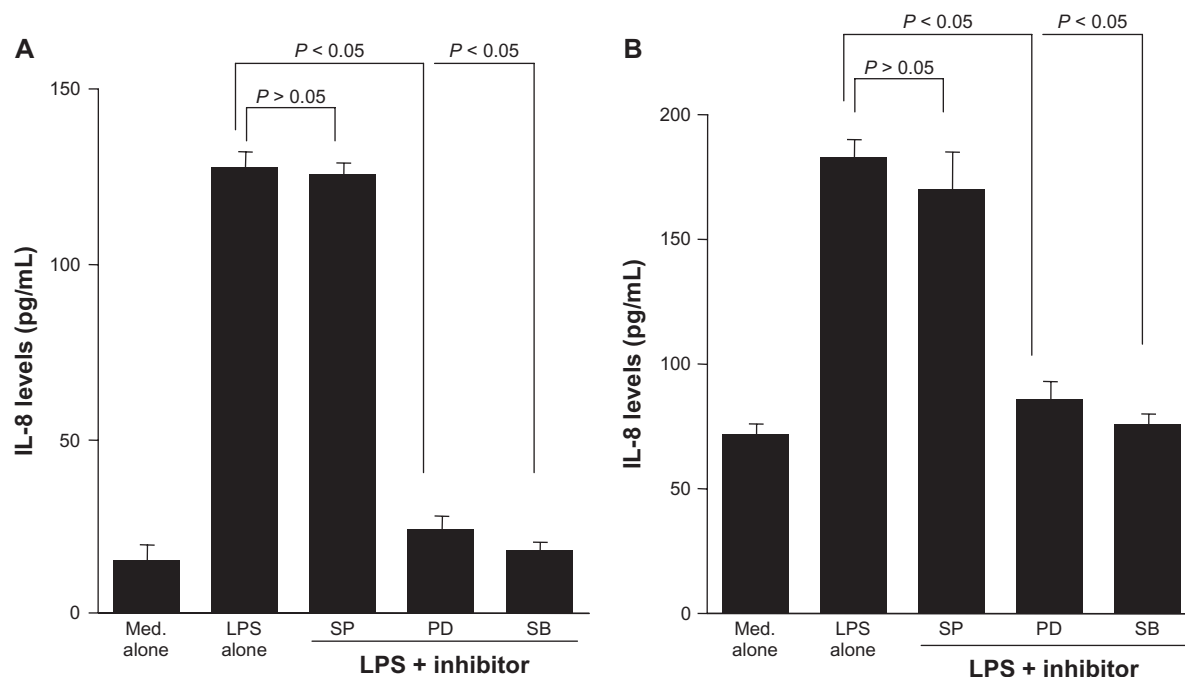 A
P < 0.05
P < 0.05
P > 0.05
IL-8 levels (pg/mL)
150
100
50
0
Med.
alone
LPS
alone
SP
PD
SB
LPS + inhibitor
B
P < 0.05
P < 0.05
P > 0.05
IL-8 levels (pg/mL)
200
150
100
50
0
Med.
alone
LPS
alone
SP
PD
SB
LPS + inhibitor